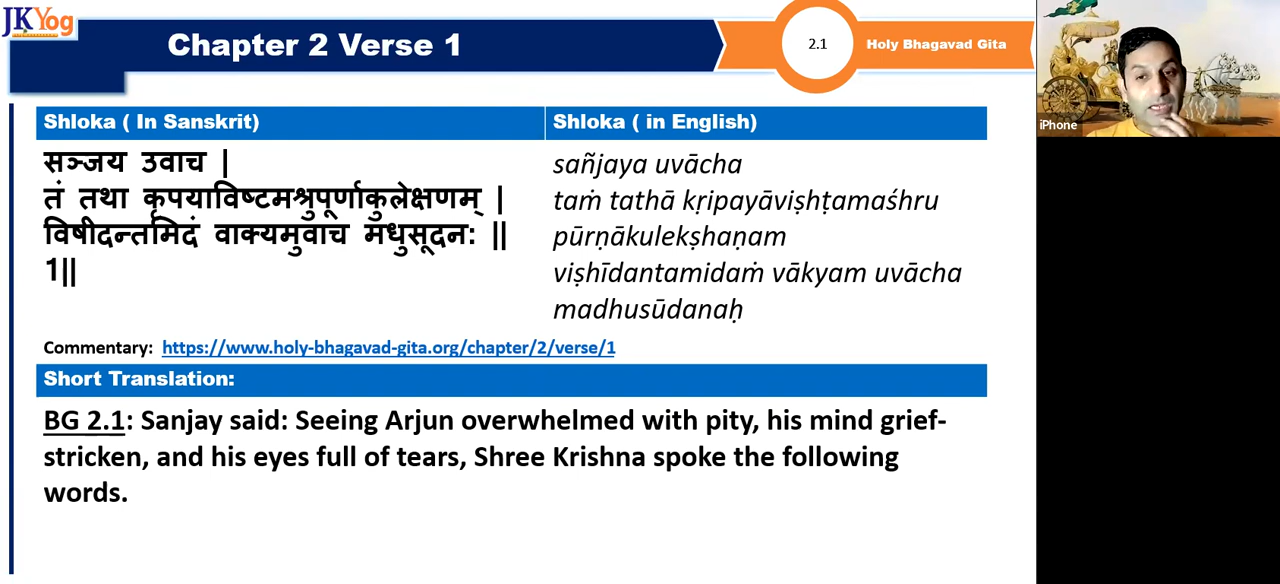 JKYog
Chapter 2 Verse 1
2.1
Holy Bhagavad Gita
iPhone
Shloka ( In Sanskrit)
Shloka ( in English)
सञ्जय उवाच |
तं तथा कृपयाविष्टमश्रुपूर्णाकुलेक्षणम् |
विषीदन्तमिदं वाक्यमुवाच मधुसूदन: ||
1||
sañjaya uvācha
taṁ tathā kṛipayāviṣhṭamaśhru
pūrṇākulekṣhaṇam
viṣhīdantamidaṁ vākyam uvācha
madhusūdanaḥ
Commentary: https://www.holy-bhagavad-gita.org/chapter/2/verse/1
Short Translation:
BG 2.1: Sanjay said: Seeing Arjun overwhelmed with pity, his mind grief-
stricken, and his eyes full of tears, Shree Krishna spoke the following
words.